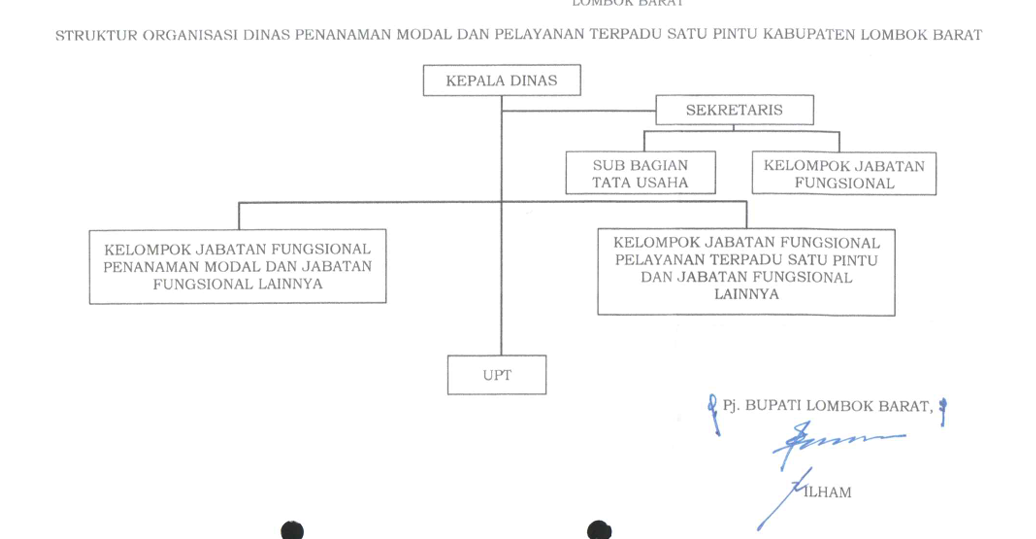 LOMBOK BARAT
STRUKTUR ORGANISASI DINAS PENANAMAN MODAL DAN PELAYANAN TERPADU SATU PINTU KABUPATEN LOMBOK BARAT
KEPALA DINAS
SEKRETARIS
SUB BAGIAN
TATA USAHA
KELOMPOK JABATAN
FUNGSIONAL
KELOMPOK JABATAN FUNGSIONAL
PENANAMAN MODAL DAN JABATAN
FUNGSIONAL LAINNYA
KELOMPOK JABATAN FUNGSIONAL
PELAYANAN TERPADU SATU PINTU
DAN JABATAN FUNGSIONAL
LAINNYA
UPT
Pj. BUPATI LOMBOK BARAT,
ILHAM